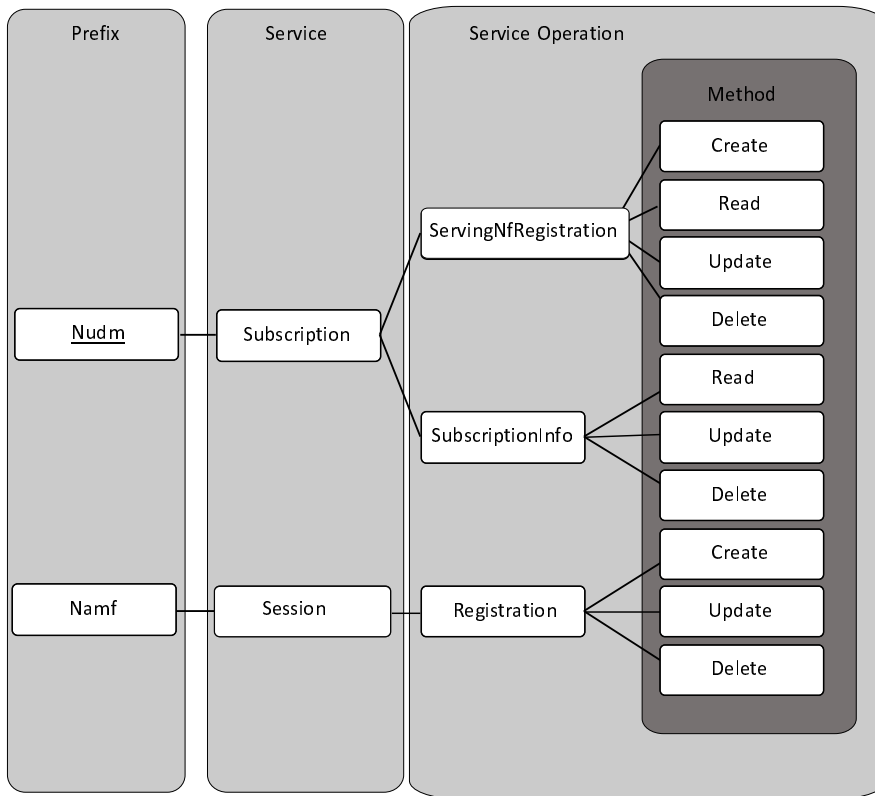 Prefix
Service
Service Operation
Method
Create
Read
ServingNfRegistration
Update
Delete
Nudm
Subscription
Read
SubscriptionInfo
Update
Delete
Create
Namf
Session
Registration
Update
Delete